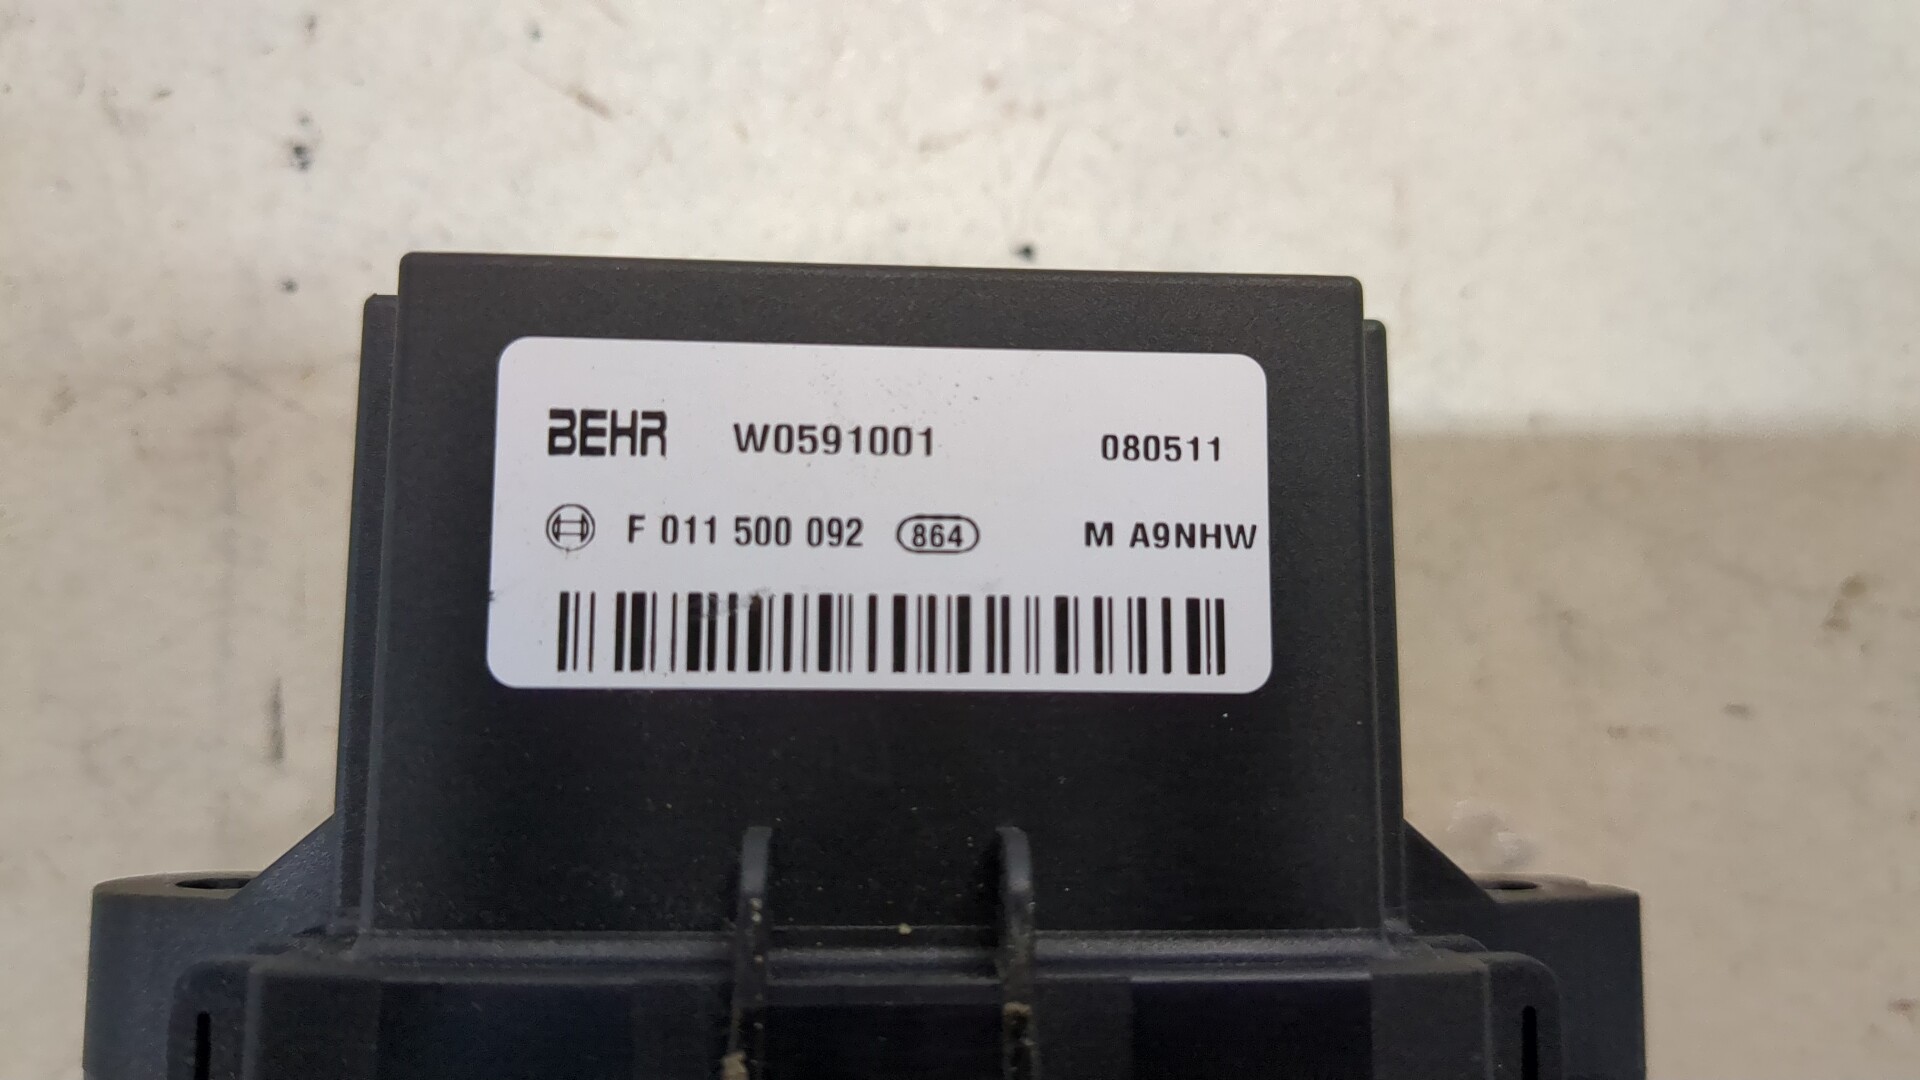 BEHR W0591001 080511
F 011 500 092 864 M A9NHW